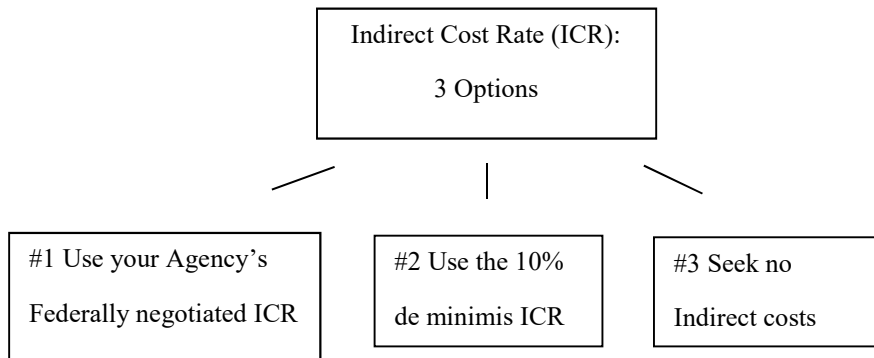 Indirect Cost Rate (ICR):
3 Options
#1 Use your Agency’s
Federally negotiated ICR
#2 Use the 10%
de minimis ICR
#3 Seek no
Indirect costs